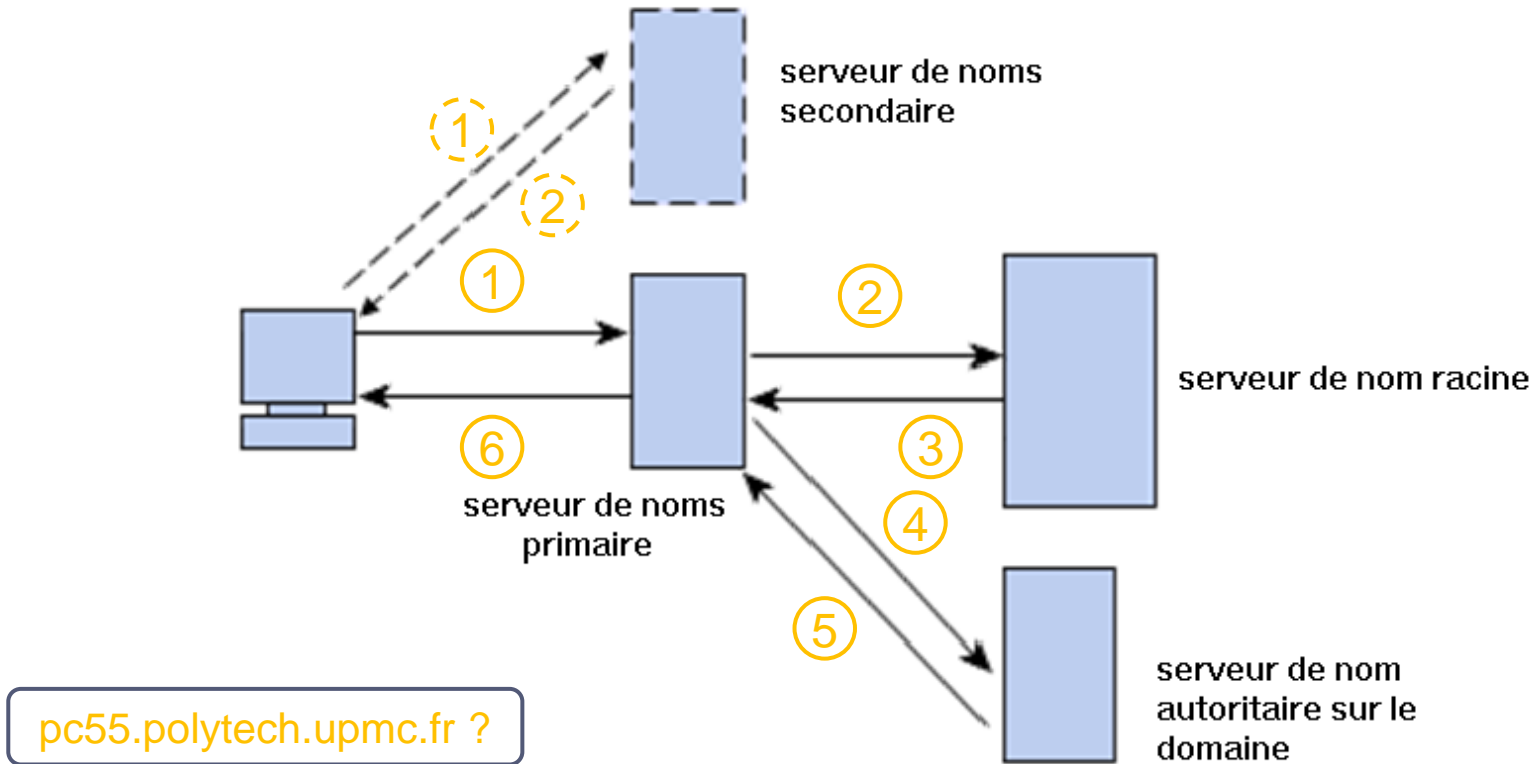 serveur de noms
secondaire
1
2
1
2
serveur de nom racine
6
3
serveur de noms
primaire
4
5
serveur de nom
autoritaire sur le
domaine
pc55.polytech.upmc.fr ?